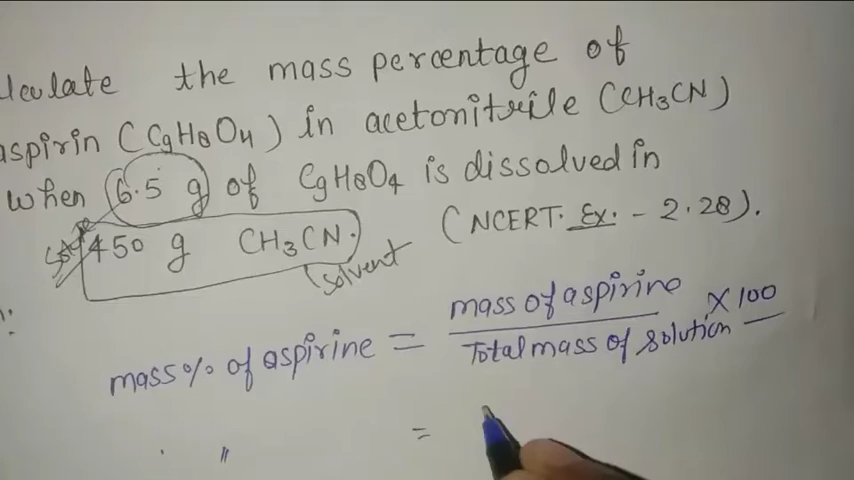 lculate the mass percentage of
aspirin (C9H8O4) in acetonitrile (CH3CN)
when 6.5 g of C9H8O4 is dissolved in
450 g CH3CN. (NCERT. Ex. - 2.28).
solvent
mass% of aspirine = mass of aspirine / Total mass of solution × 100
" =